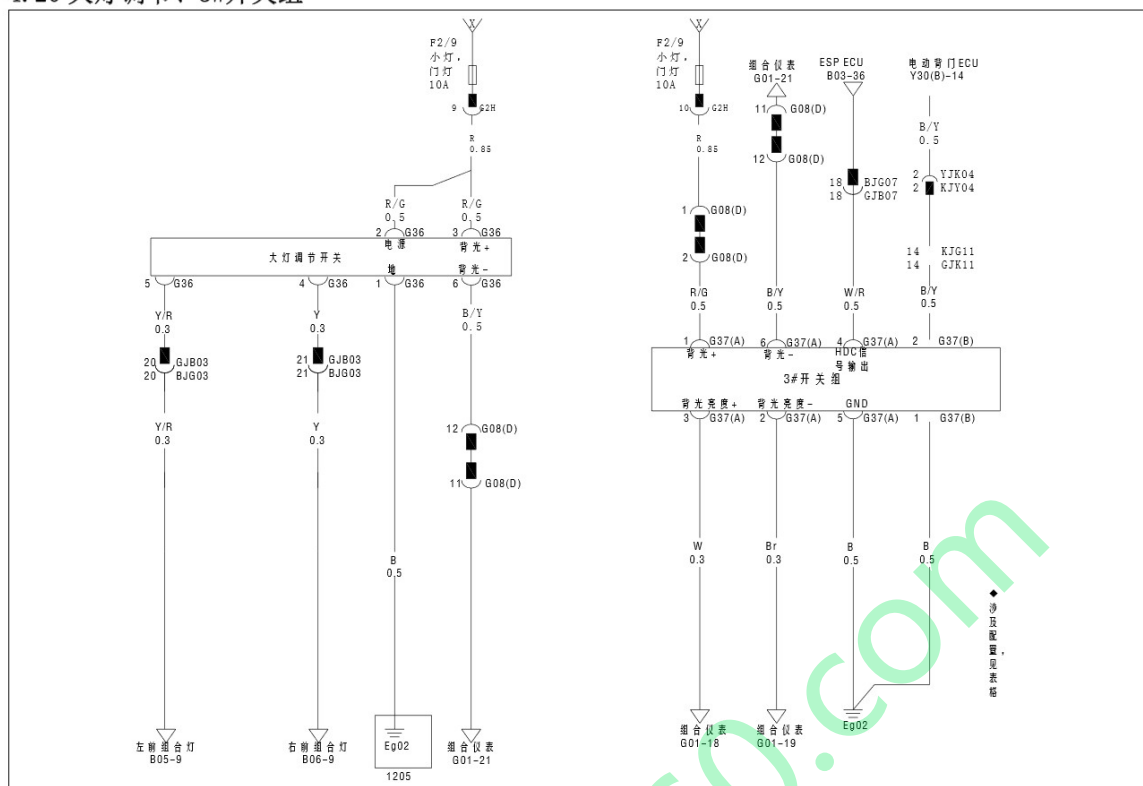 F2/9
小灯,
门灯
10A
9 G2H
R
0.85
R/G
0.5
R/G
0.5
2 G36
3 G36
电源
背光+
大灯调节开关
地
背光-
5 G36
4 G36
1 G36
6 G36
Y/R
0.3
Y
0.3
B/Y
0.5
20 GJB03
20 BJG03
21 GJB03
21 BJG03
Y/R
0.3
Y
0.3
12 G08(D)
11 G08(D)
B
0.5
左前组合灯
B05-9
右前组合灯
B06-9
Eg02
1205
组合仪表
G01-21
F2/9
小灯,
门灯
10A
10 G2H
R
0.85
1 G08(D)
2 G08(D)
R/G
0.5
组合仪表
G01-21
11 G08(D)
12 G08(D)
B/Y
0.5
ESP ECU
B03-36
18 BJG07
18 GJB07
W/R
0.5
电动背门ECU
Y30(B)-14
B/Y
0.5
2 YJK04
2 KJY04
14 KJG11
14 GJK11
B/Y
0.5
1 G37(A)
6 G37(A)
4 G37(A)
2 G37(B)
背光+
背光-
HDC信
号输出
3#开关组
背光亮度+
背光亮度-
GND
3 G37(A)
2 G37(A)
5 G37(A)
1 G37(B)
W
0.3
Br
0.3
B
0.5
B
0.5
◆涉及配置,见表格
组合仪表
G01-18
组合仪表
G01-19
Eg02